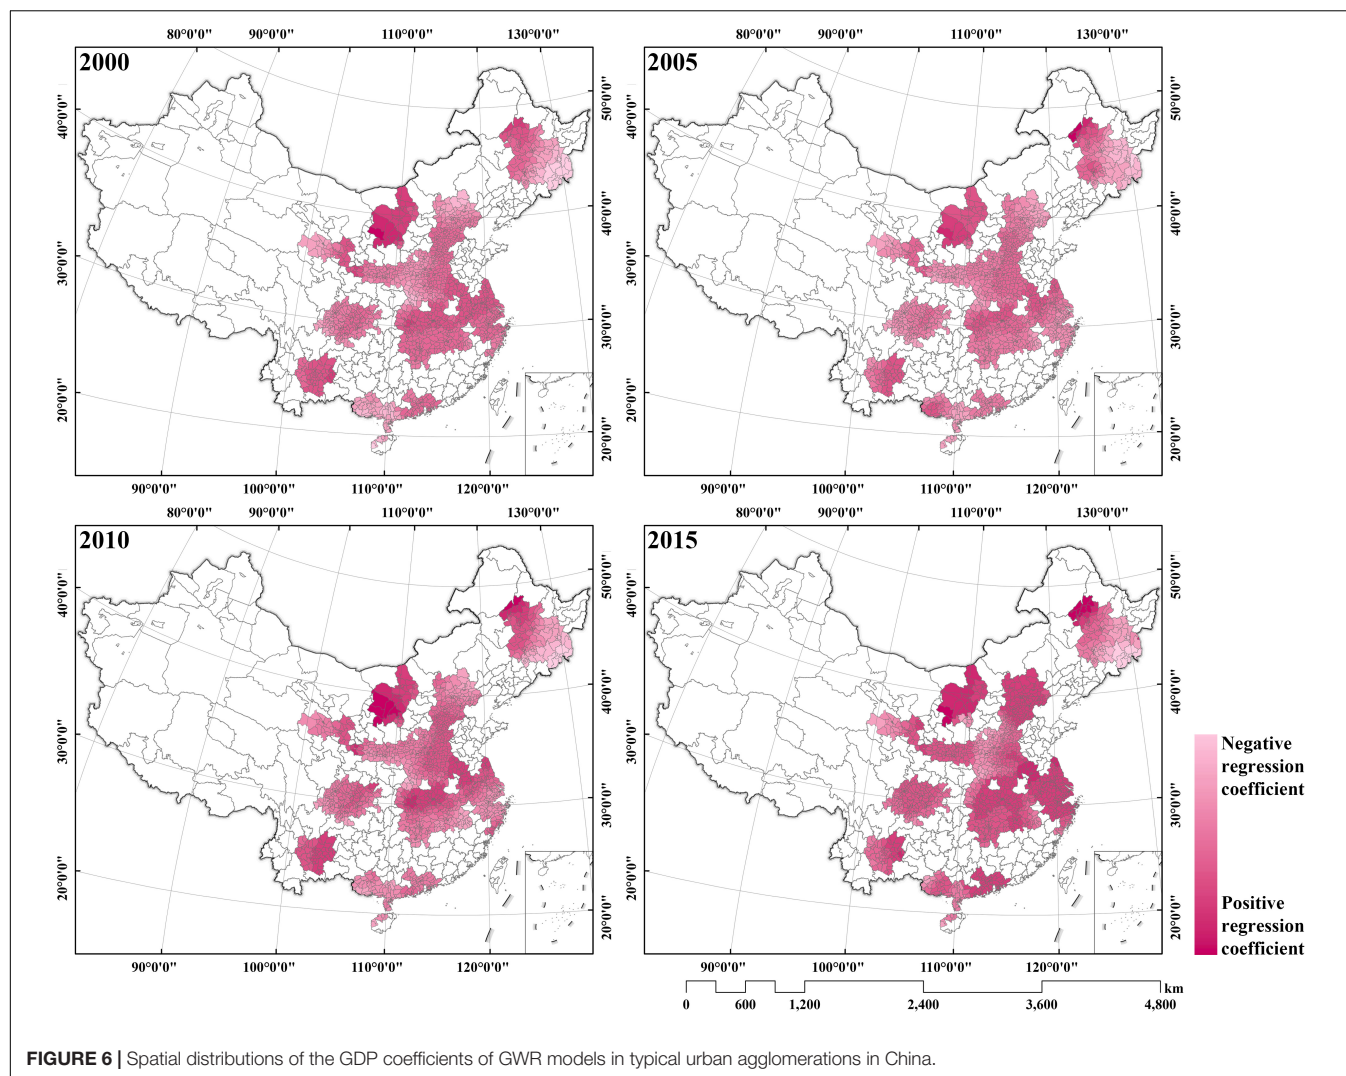 80°0'0" 90°0'0" 110°0'0" 130°0'0"
2000
50°0'0"
40°0'0"
40°0'0"
30°0'0"
30°0'0"
20°0'0"
20°0'0"
90°0'0" 100°0'0" 110°0'0" 120°0'0"
80°0'0" 90°0'0" 110°0'0" 130°0'0"
2005
50°0'0"
40°0'0"
40°0'0"
30°0'0"
30°0'0"
20°0'0"
20°0'0"
90°0'0" 100°0'0" 110°0'0" 120°0'0"
80°0'0" 90°0'0" 110°0'0" 130°0'0"
2010
50°0'0"
40°0'0"
40°0'0"
30°0'0"
30°0'0"
20°0'0"
20°0'0"
90°0'0" 100°0'0" 110°0'0" 120°0'0"
80°0'0" 90°0'0" 110°0'0" 130°0'0"
2015
50°0'0"
40°0'0"
40°0'0"
30°0'0"
30°0'0"
20°0'0"
20°0'0"
90°0'0" 100°0'0" 110°0'0" 120°0'0"
Negative
regression
coefficient
Positive
regression
coefficient
km
0 600 1,200 2,400 3,600 4,800
FIGURE 6 | Spatial distributions of the GDP coefficients of GWR models in typical urban agglomerations in China.